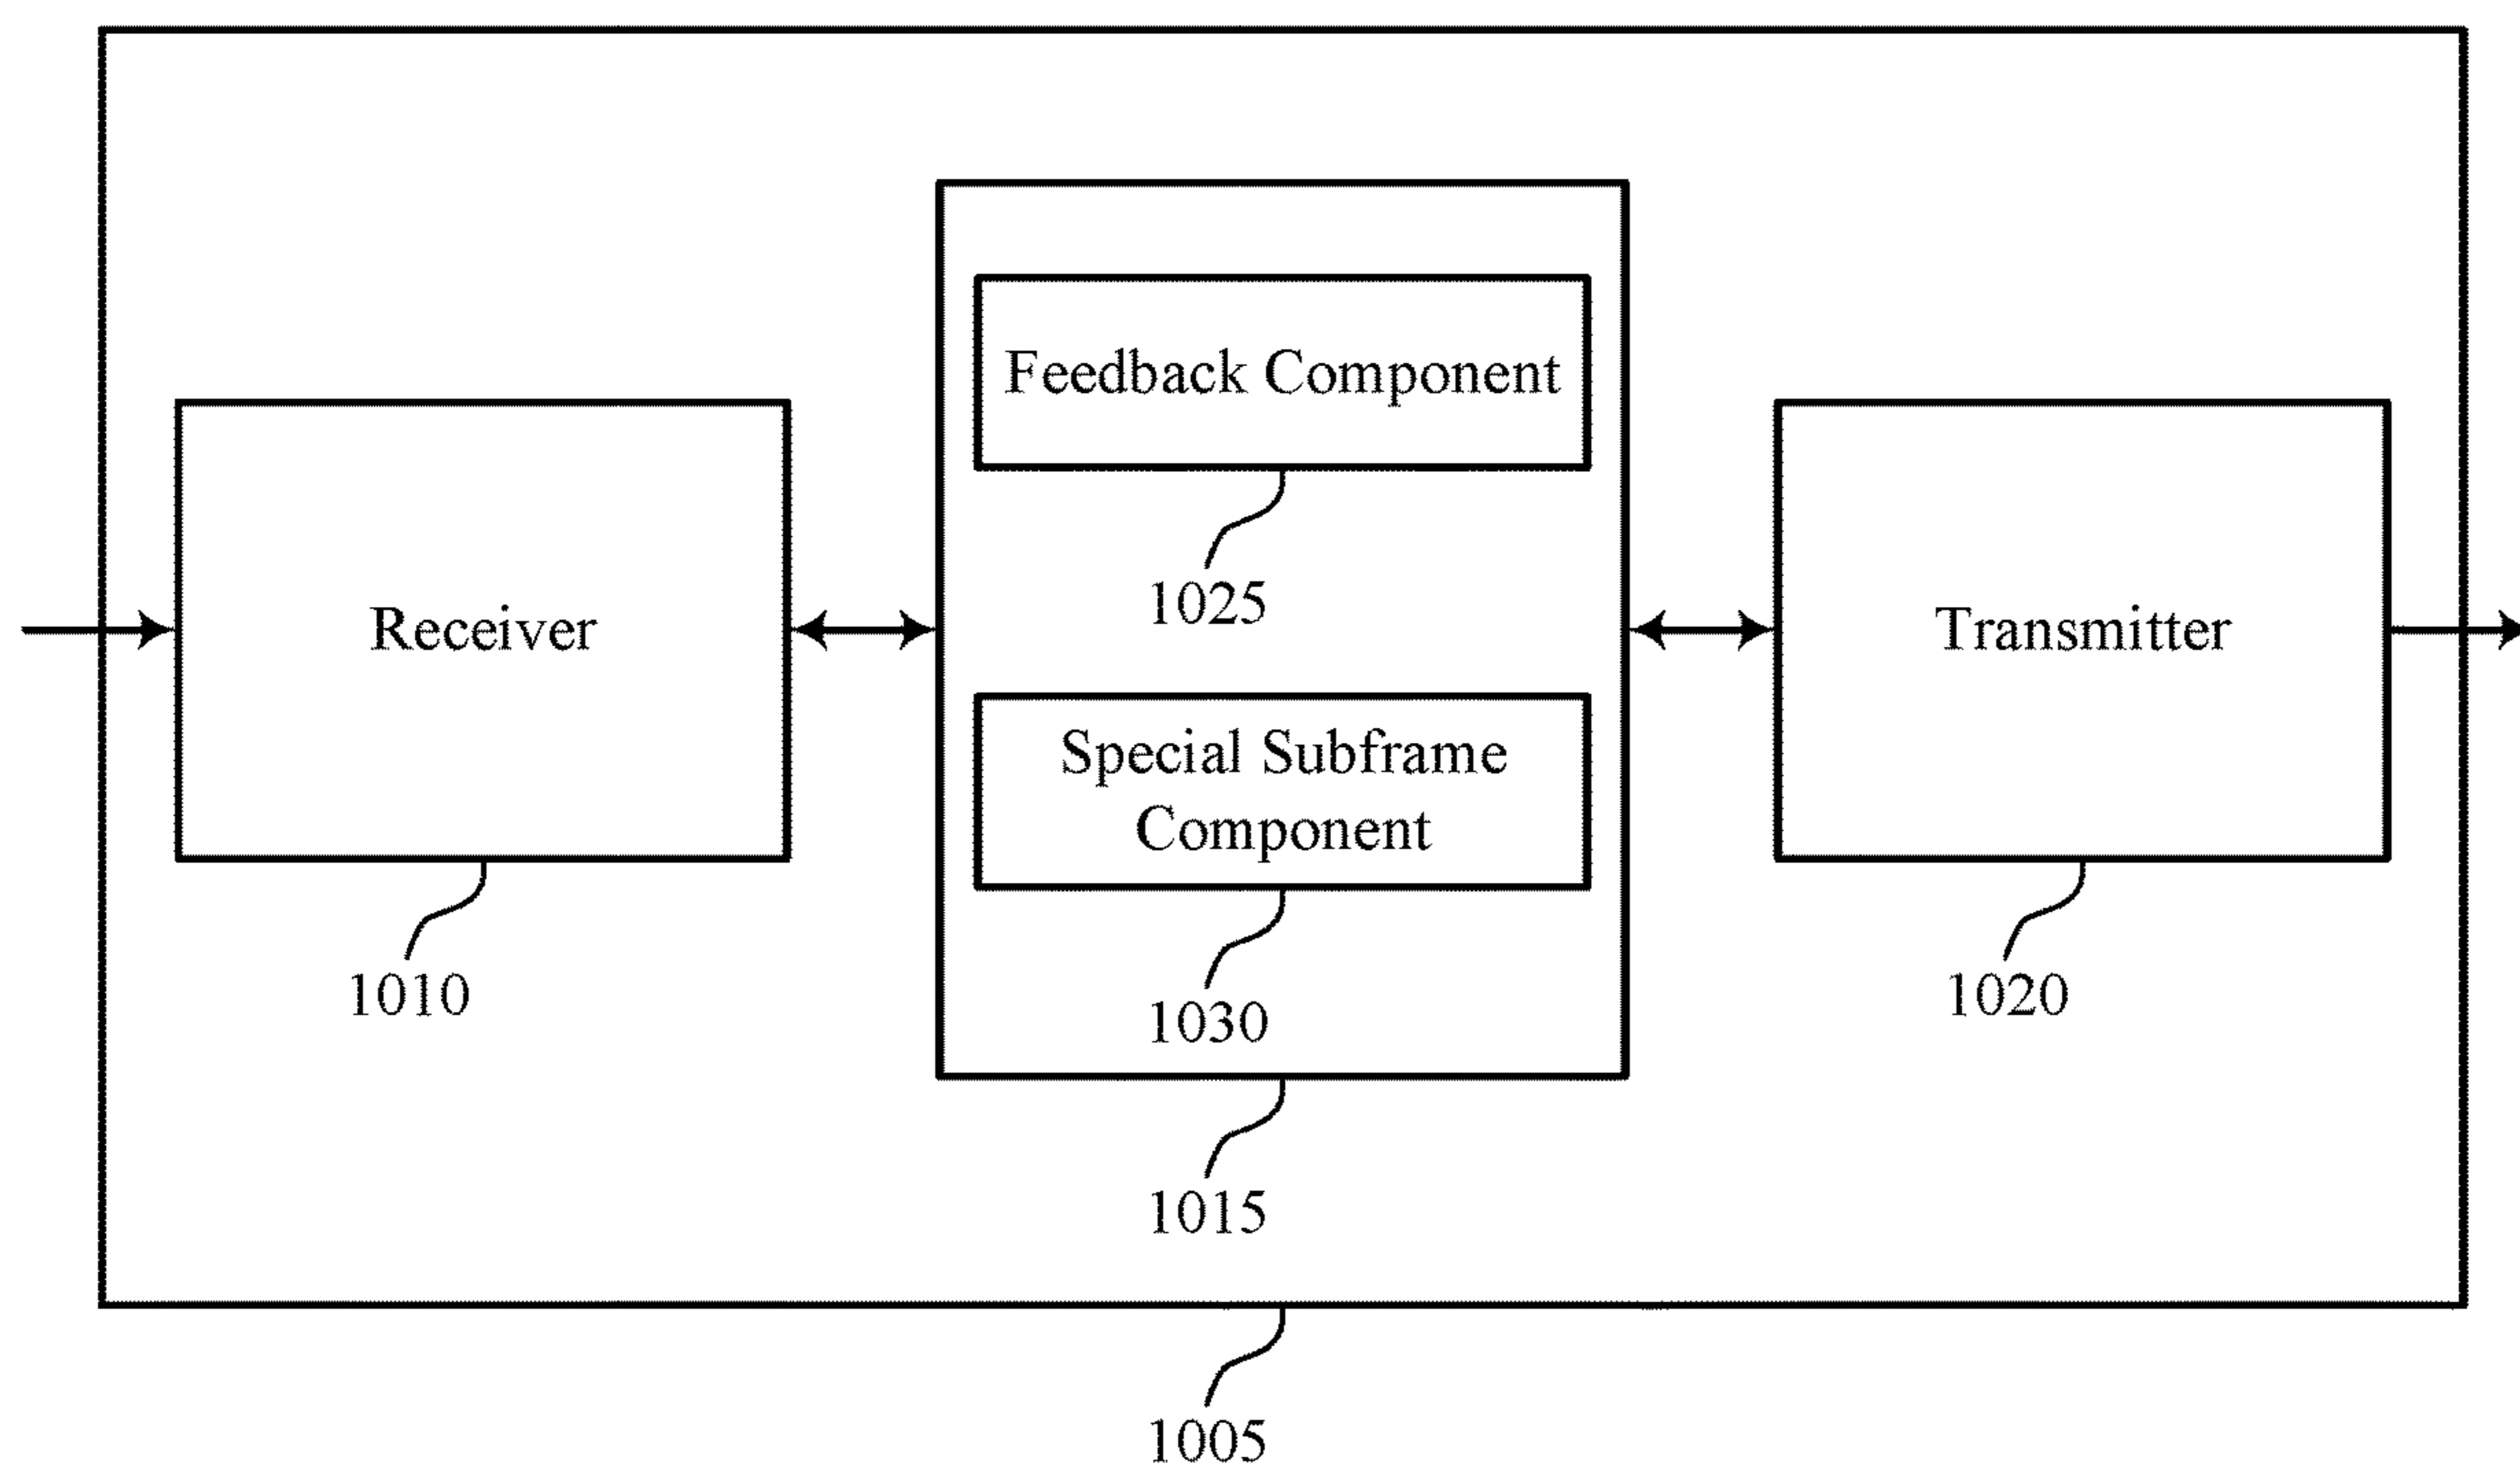 Feedback Component
1025
Receiver
Transmitter
Special Subframe
Component
1010
1030
1020
1015
1005